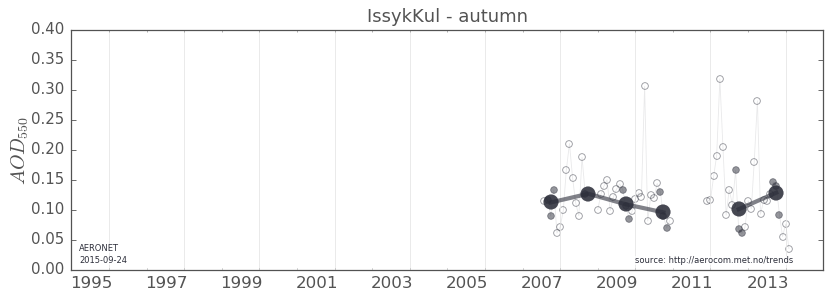 IssykKul - autumn
0.40
0.35
0.30
0.25
0.20
0.15
0.10
0.05
0.00
AOD550
AERONET
2015-09-24
source: http://aerocom.met.no/trends
1995 1997 1999 2001 2003 2005 2007 2009 2011 2013